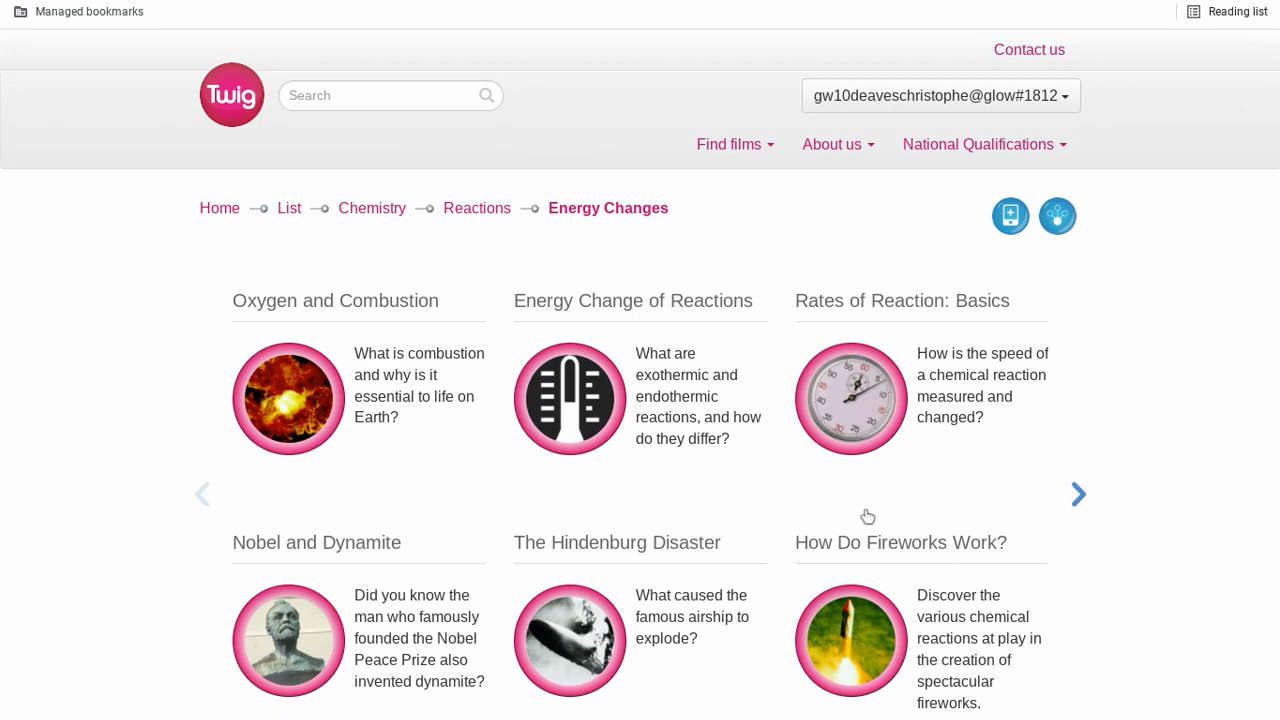 Managed bookmarks
Reading list
Contact us
Twig
Search
gw10deaveschristophe@glow#1812
Find films
About us
National Qualifications
Home
List
Chemistry
Reactions
Energy Changes
Oxygen and Combustion
What is combustion
and why is it
essential to life on
Earth?
Energy Change of Reactions
What are
exothermic and
endothermic
reactions, and how
do they differ?
Rates of Reaction: Basics
How is the speed of
a chemical reaction
measured and
changed?
Nobel and Dynamite
Did you know the
man who famously
founded the Nobel
Peace Prize also
invented dynamite?
The Hindenburg Disaster
What caused the
famous airship to
explode?
How Do Fireworks Work?
Discover the
various chemical
reactions at play in
the creation of
spectacular
fireworks.